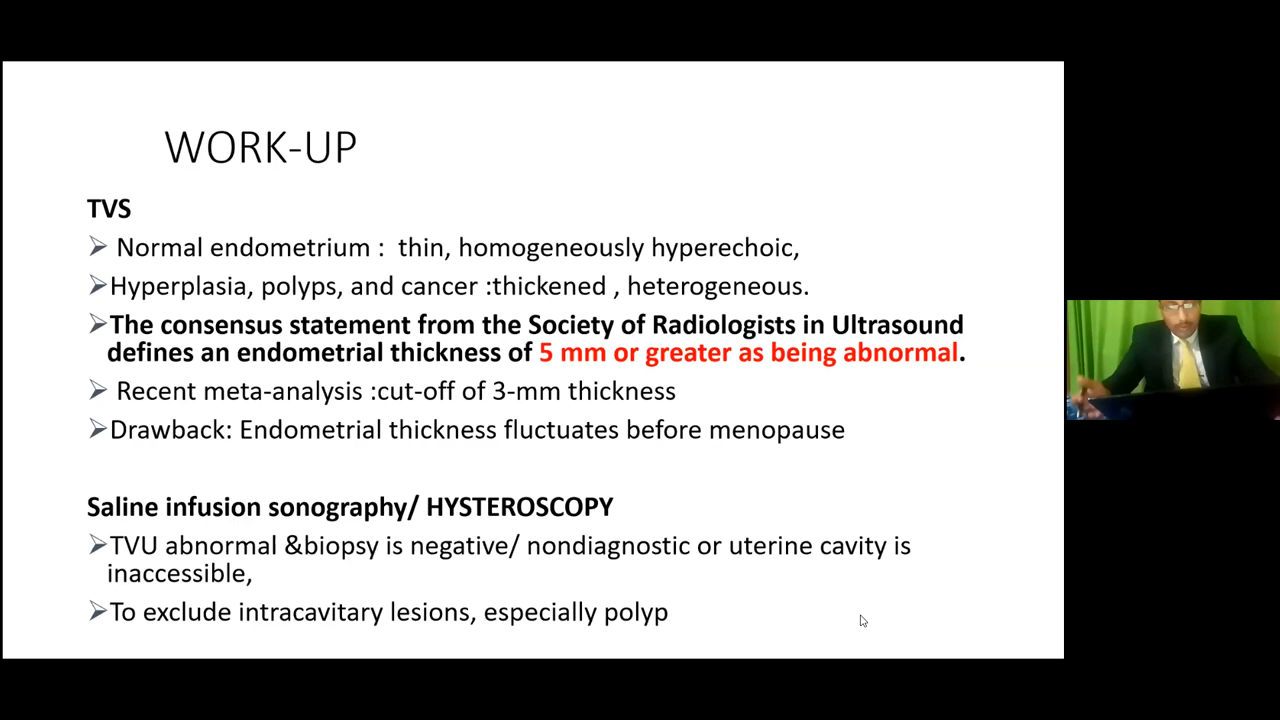 WORK-UP
TVS
Normal endometrium : thin, homogeneously hyperechoic,
Hyperplasia, polyps, and cancer :thickened , heterogeneous.
The consensus statement from the Society of Radiologists in Ultrasound
defines an endometrial thickness of 5 mm or greater as being abnormal.
Recent meta-analysis :cut-off of 3-mm thickness
Drawback: Endometrial thickness fluctuates before menopause
Saline infusion sonography/ HYSTEROSCOPY
TVU abnormal &biopsy is negative/ nondiagnostic or uterine cavity is
inaccessible,
To exclude intracavitary lesions, especially polyp